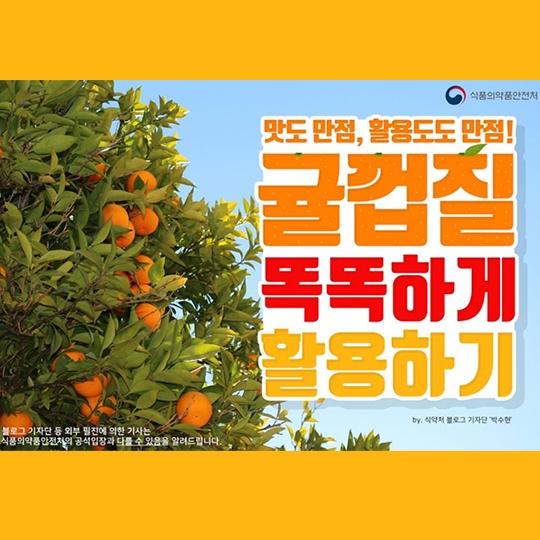 식품의약품안전처
맛도 만점, 활용도도 만점!
귤껍질
똑똑하게
활용하기
by. 식약처 블로그 기자단 '박수현'
블로그 기자단 등 외부 필진에 의한 기사는
식품의약품안전처의 공식입장과 다를 수 있음을 알려드립니다.